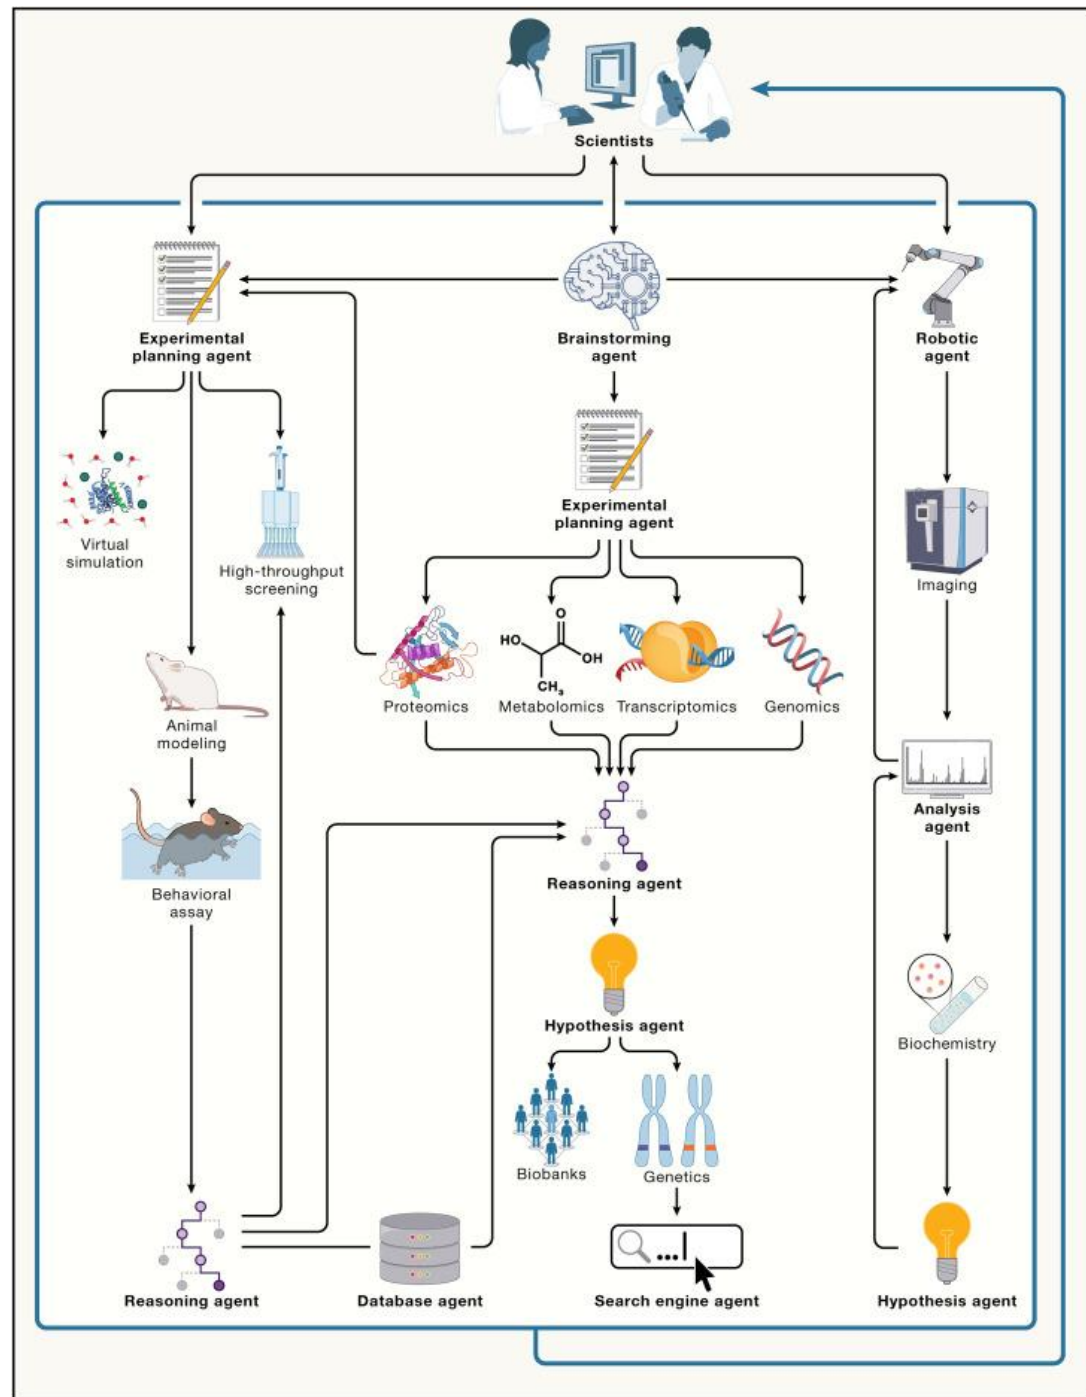 Scientists
Experimental
planning agent
Brainstorming
agent
Robotic
agent
Experimental
planning agent
Virtual
simulation
High-throughput
screening
Imaging
O
HO
OH
CH₃
Proteomics
Metabolomics
Transcriptomics
Genomics
Animal
modeling
Analysis
agent
Reasoning agent
Behavioral
assay
Hypothesis agent
Biochemistry
Biobanks
Genetics
...|
Reasoning agent
Database agent
Search engine agent
Hypothesis agent